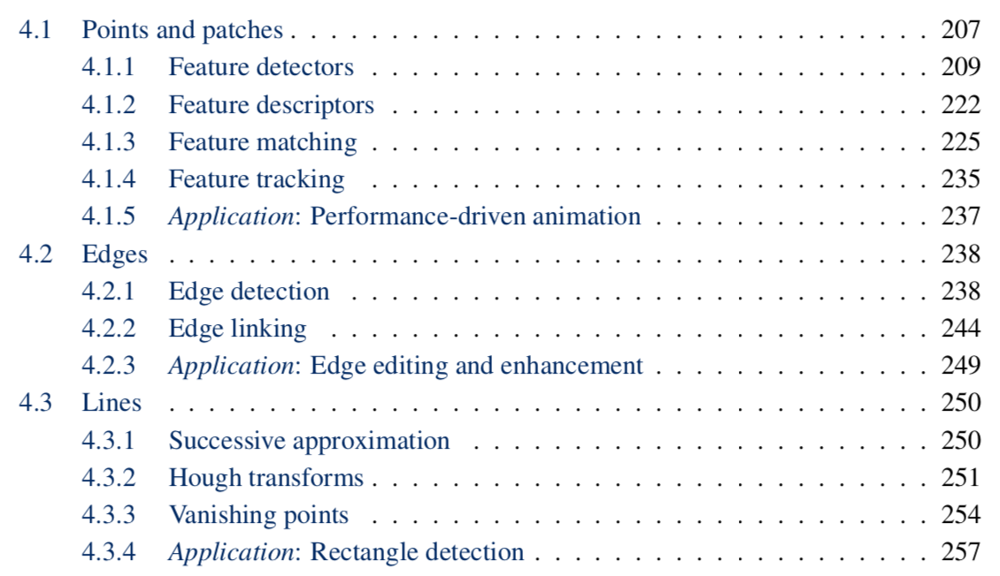 4.1 Points and patches . . . . . . . . . . . . . . . . . . . . . . . . . . . . . . . . 207
4.1.1 Feature detectors . . . . . . . . . . . . . . . . . . . . . . . . . . . . 209
4.1.2 Feature descriptors . . . . . . . . . . . . . . . . . . . . . . . . . . . 222
4.1.3 Feature matching . . . . . . . . . . . . . . . . . . . . . . . . . . . . 225
4.1.4 Feature tracking . . . . . . . . . . . . . . . . . . . . . . . . . . . . 235
4.1.5 Application: Performance-driven animation . . . . . . . . . . . . . . 237
4.2 Edges . . . . . . . . . . . . . . . . . . . . . . . . . . . . . . . . . . . . . . 238
4.2.1 Edge detection . . . . . . . . . . . . . . . . . . . . . . . . . . . . . 238
4.2.2 Edge linking . . . . . . . . . . . . . . . . . . . . . . . . . . . . . . 244
4.2.3 Application: Edge editing and enhancement . . . . . . . . . . . . . . 249
4.3 Lines . . . . . . . . . . . . . . . . . . . . . . . . . . . . . . . . . . . . . . 250
4.3.1 Successive approximation . . . . . . . . . . . . . . . . . . . . . . . 250
4.3.2 Hough transforms . . . . . . . . . . . . . . . . . . . . . . . . . . . . 251
4.3.3 Vanishing points . . . . . . . . . . . . . . . . . . . . . . . . . . . . 254
4.3.4 Application: Rectangle detection . . . . . . . . . . . . . . . . . . . . 257